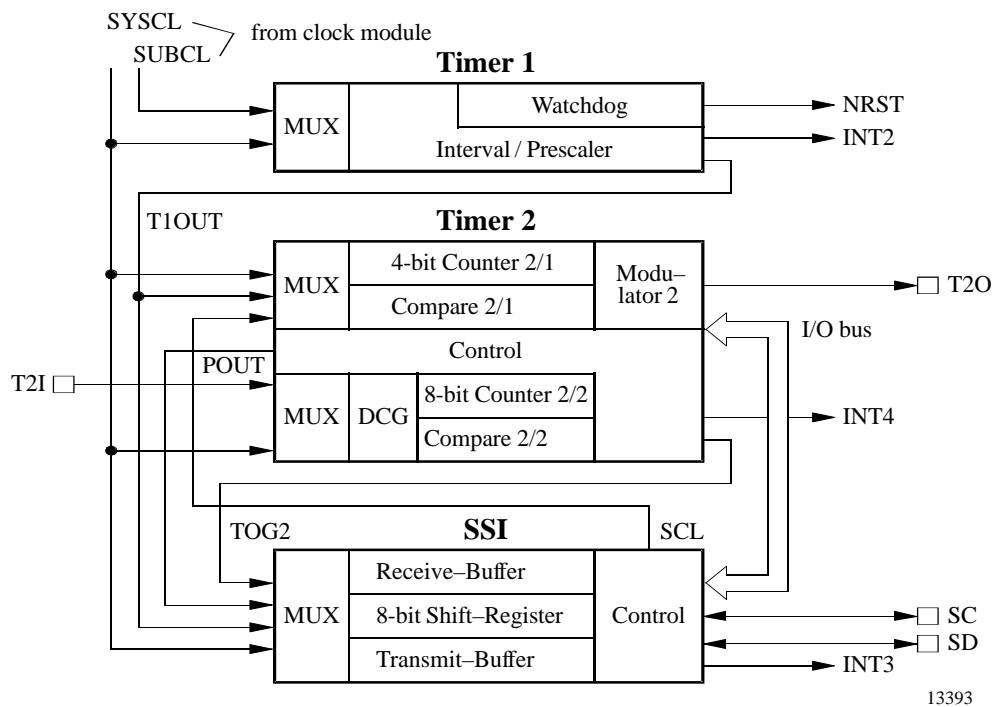 SYSCL
from clock module
SUBCL
Timer 1
Watchdog
NRST
MUX
INT2
Interval / Prescaler
T1OUT
Timer 2
4-bit Counter 2/1
Modu–
lator 2
MUX
T2O
Compare 2/1
I/O bus
Control
POUT
T2I
8-bit Counter 2/2
MUX
DCG
INT4
Compare 2/2
TOG2
SSI
SCL
Receive–Buffer
MUX
8-bit Shift–Register
Control
SC
SD
Transmit–Buffer
INT3
13393